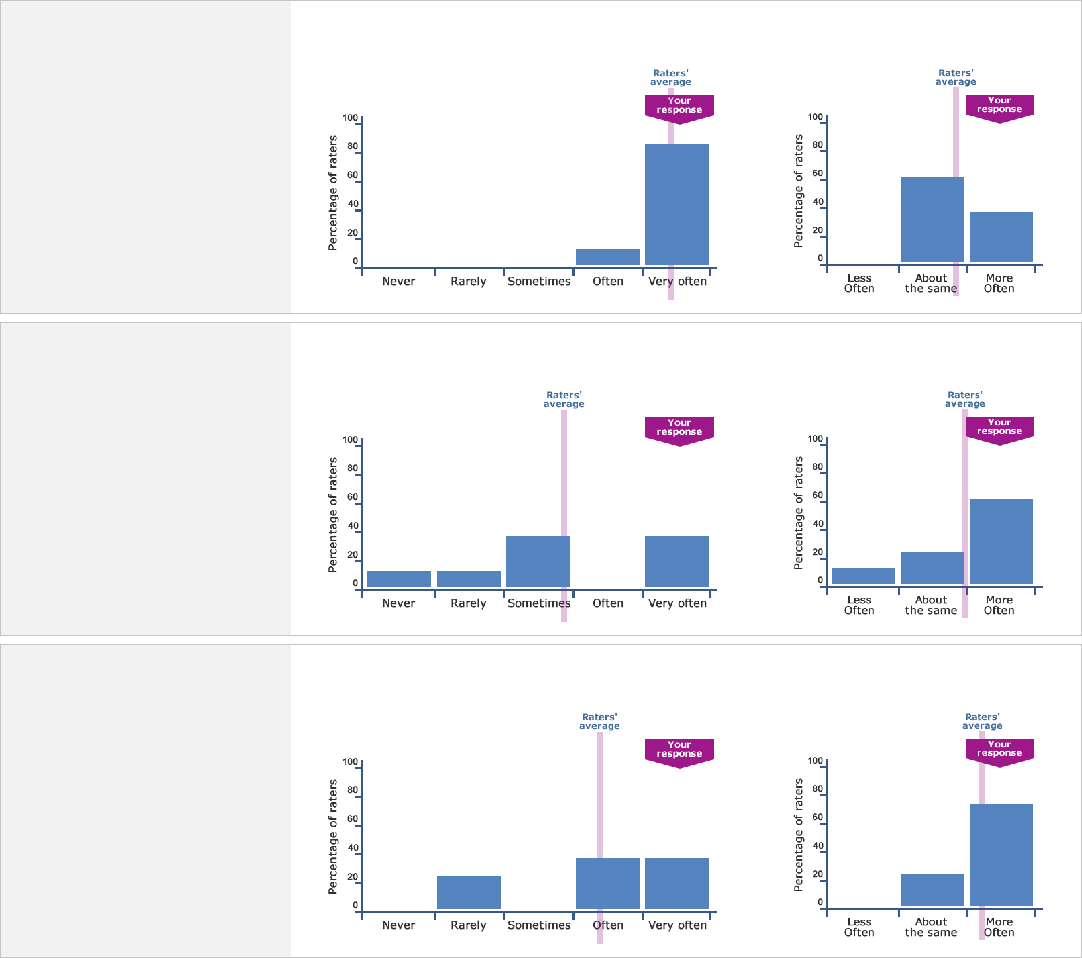 Raters'
average
Your
response
Percentage of raters
100
80
60
40
20
0
Never Rarely Sometimes Often Very often
Raters'
average
Your
response
Percentage of raters
100
80
60
40
20
0
Less
Often
About
the same
More
Often
Raters'
average
Your
response
Percentage of raters
100
80
60
40
20
0
Never Rarely Sometimes Often Very often
Raters'
average
Your
response
Percentage of raters
100
80
60
40
20
0
Less
Often
About
the same
More
Often
Raters'
average
Your
response
Percentage of raters
100
80
60
40
20
0
Never Rarely Sometimes Often Very often
Raters'
average
Your
response
Percentage of raters
100
80
60
40
20
0
Less
Often
About
the same
More
Often